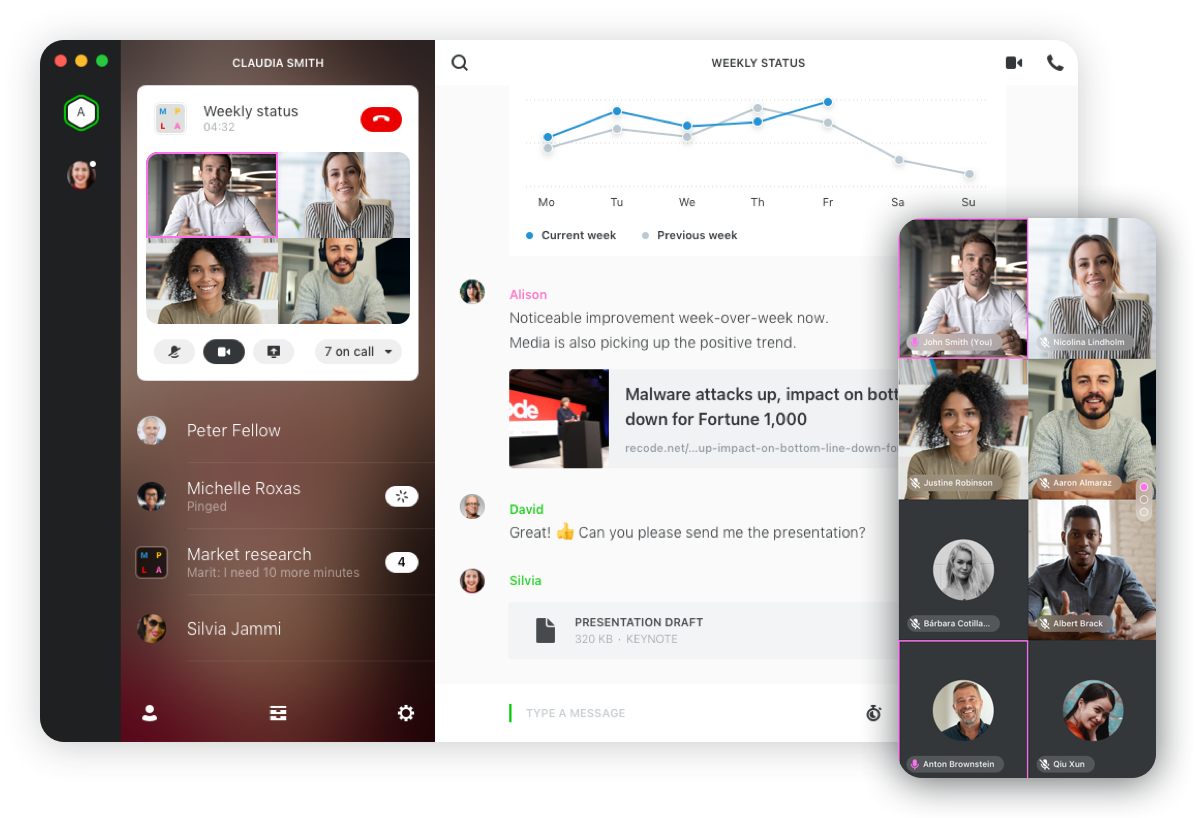 CLAUDIA SMITH
A
M P
L A
Weekly status
04:32
7 on call
Peter Fellow
Michelle Roxas
Pinged
M P
L A
Market research
Marit: I need 10 more minutes
4
Silvia Jammi
WEEKLY STATUS
Mo Tu We Th Fr Sa Su
Current week Previous week
Alison
Noticeable improvement week-over-week now.
Media is also picking up the positive trend.
ode
Malware attacks up, impact on bott
down for Fortune 1,000
recode.net/...up-impact-on-bottom-line-down-fo
David
Great! 👍 Can you please send me the presentation?
Silvia
PRESENTATION DRAFT
320 KB · KEYNOTE
TYPE A MESSAGE
John Smith (You)
Nicolina Lindholm
Justine Robinson
Aaron Almaraz
Bárbara Cotilla...
Albert Brack
Anton Brownstein
Qiu Xun